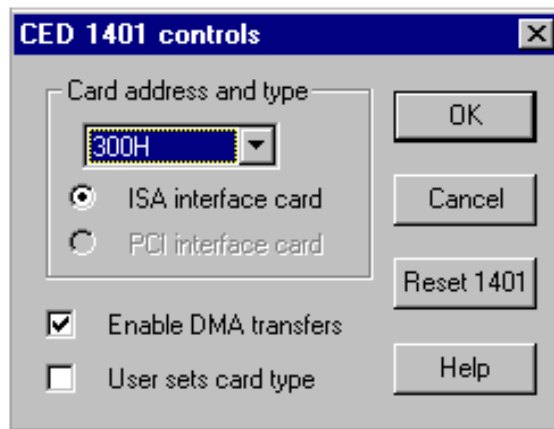 CED 1401 controls
Card address and type
300H
ISA interface card
PCI interface card
Enable DMA transfers
User sets card type
OK
Cancel
Reset 1401
Help